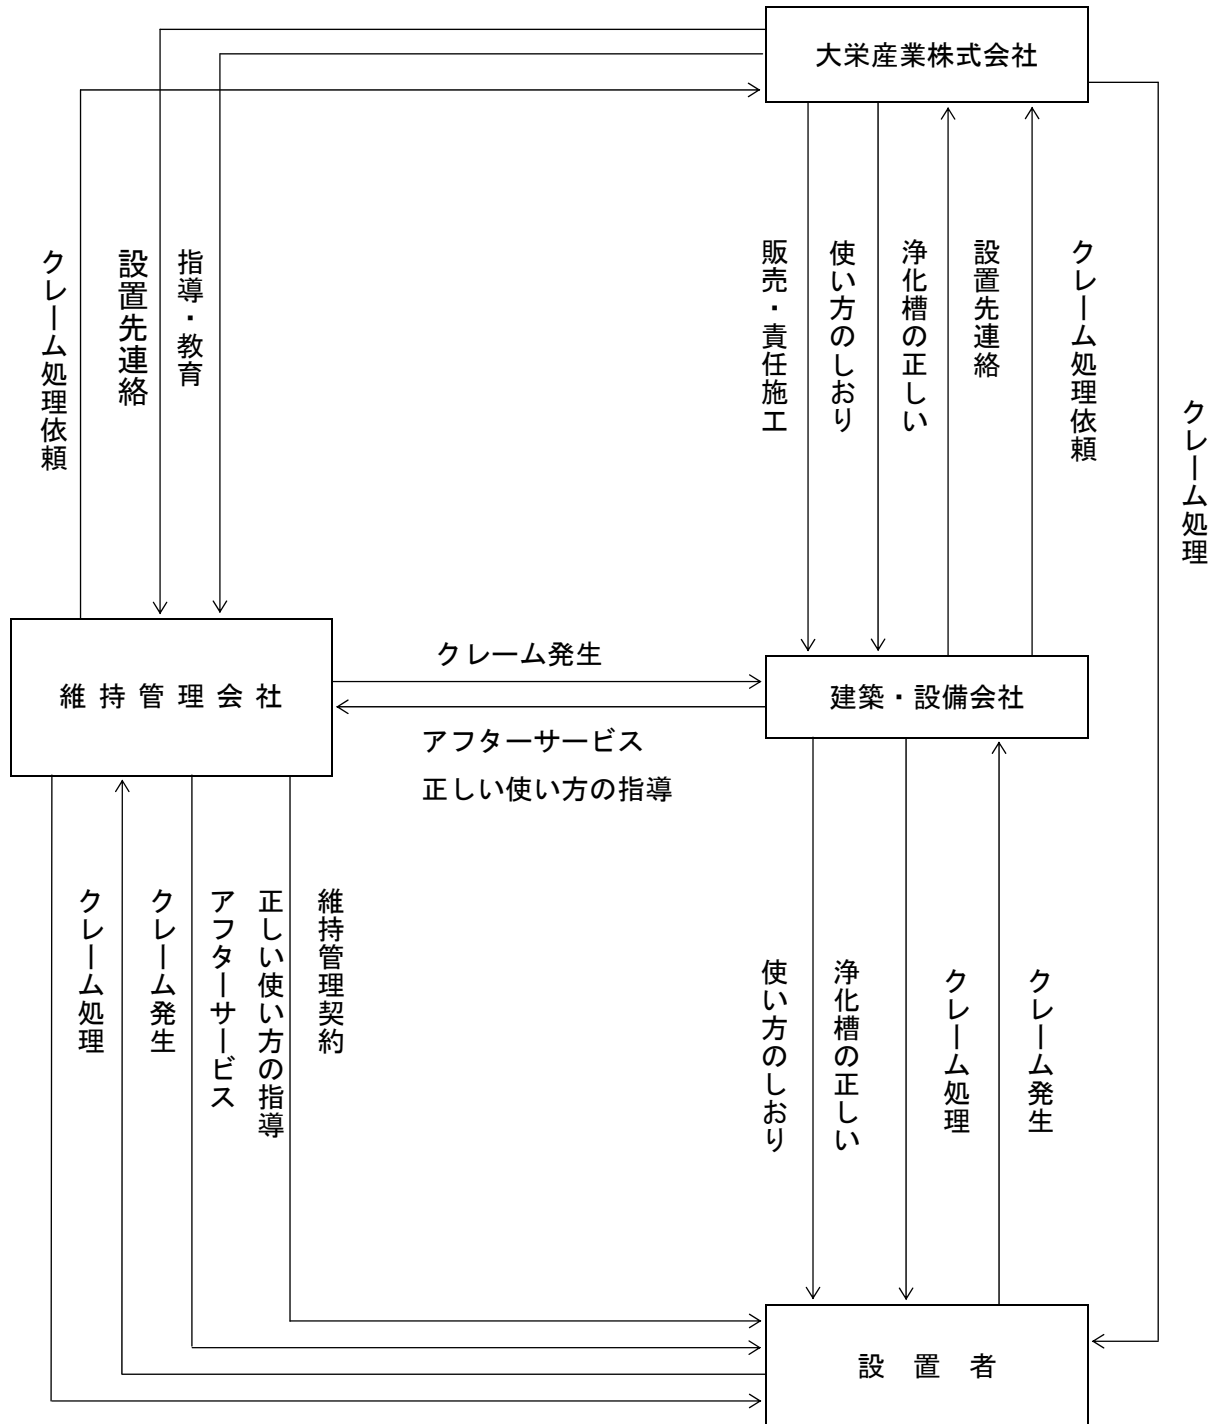 大栄産業株式会社
クレーム処理依頼
設置先連絡
指導・教育
販売・責任施工
浄化槽の正しい
使い方のしおり
設置先連絡
クレーム処理依頼
クレーム処理
維持管理会社
クレーム発生
アフターサービス
正しい使い方の指導
建築・設備会社
クレーム処理
クレーム発生
アフターサービス
正しい使い方の指導
維持管理契約
浄化槽の正しい
使い方のしおり
クレーム処理
クレーム発生
設置者